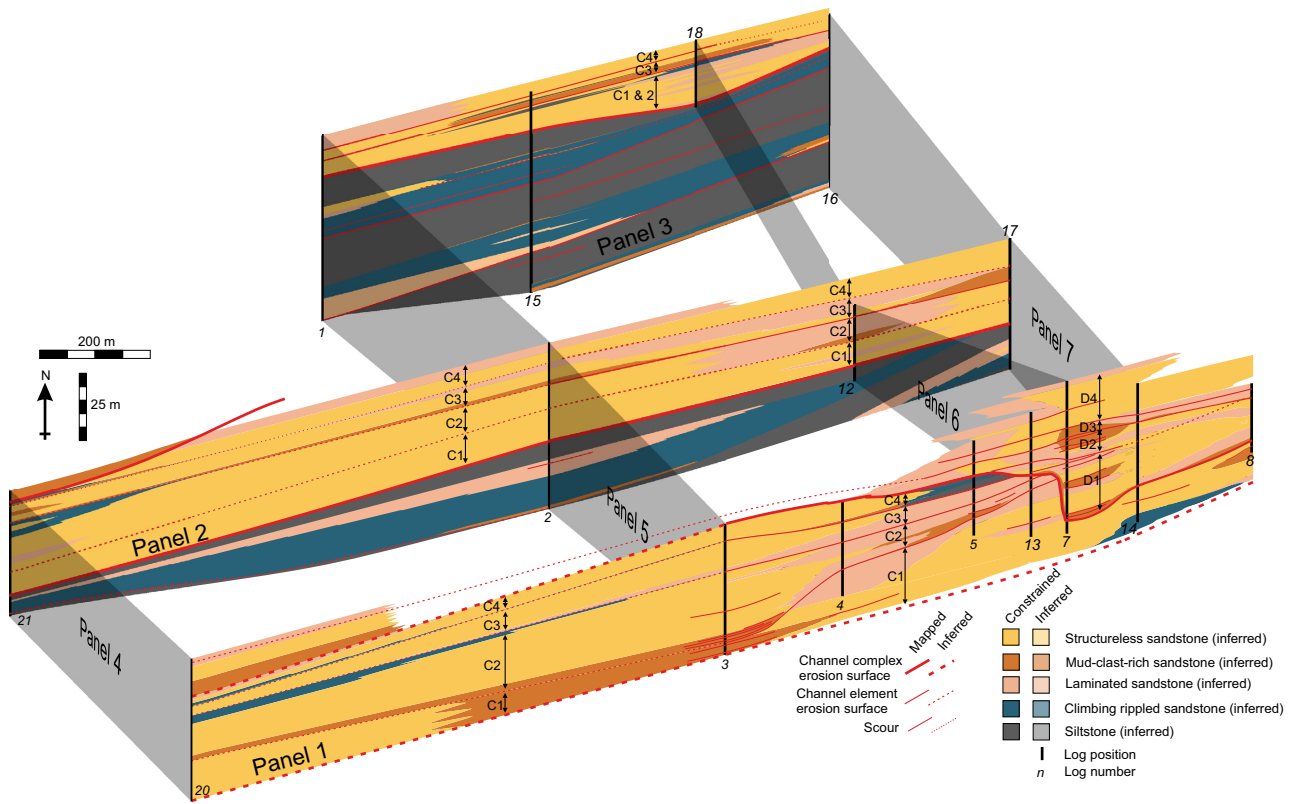 18
C4
C3
C1 & 2
16
Panel 3
15
1
17
C4
C3
C2
C1
12
Panel 7
Panel 6
200 m
N
25 m
C4
C3
C2
C1
2
Panel 2
Panel 5
21
Panel 4
D4
D3
D2
D1
8
14
7
13
5
C4
C3
C2
C1
4
3
C4
C3
C2
C1
Panel 1
20
Mapped
Inferred
Channel complex
erosion surface
Channel element
erosion surface
Scour
Constrained
Inferred
Structureless sandstone (inferred)
Mud-clast-rich sandstone (inferred)
Laminated sandstone (inferred)
Climbing rippled sandstone (inferred)
Siltstone (inferred)
Log position
n Log number